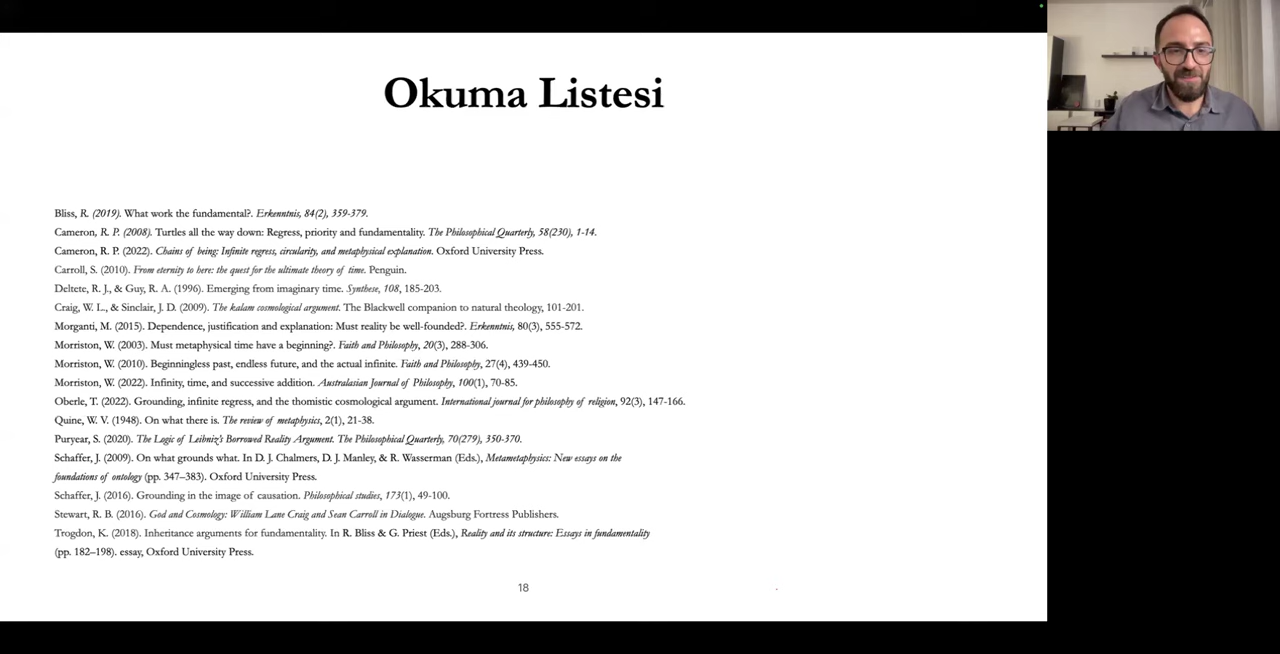 Okuma Listesi
Bliss, R. (2019). What work the fundamental?. Erkenntnis, 84(2), 359-379.
Cameron, R. P. (2008). Turtles all the way down: Regress, priority and fundamentality. The Philosophical Quarterly, 58(230), 1-14.
Cameron, R. P. (2022). Chains of being: Infinite regress, circularity, and metaphysical explanation. Oxford University Press.
Carroll, S. (2010). From eternity to here: the quest for the ultimate theory of time. Penguin.
Deltete, R. J., & Guy, R. A. (1996). Emerging from imaginary time. Synthese, 108, 185-203.
Craig, W. L., & Sinclair, J. D. (2009). The kalam cosmological argument. The Blackwell companion to natural theology, 101-201.
Morganti, M. (2015). Dependence, justification and explanation: Must reality be well-founded?. Erkenntnis, 80(3), 555-572.
Morriston, W. (2003). Must metaphysical time have a beginning?. Faith and Philosophy, 20(3), 288-306.
Morriston, W. (2010). Beginningless past, endless future, and the actual infinite. Faith and Philosophy, 27(4), 439-450.
Morriston, W. (2022). Infinity, time, and successive addition. Australasian Journal of Philosophy, 100(1), 70-85.
Oberle, T. (2022). Grounding, infinite regress, and the thomistic cosmological argument. International journal for philosophy of religion, 92(3), 147-166.
Quine, W. V. (1948). On what there is. The review of metaphysics, 2(1), 21-38.
Puryear, S. (2020). The Logic of Leibniz's Borrowed Reality Argument. The Philosophical Quarterly, 70(279), 350-370.
Schaffer, J. (2009). On what grounds what. In D. J. Chalmers, D. J. Manley, & R. Wasserman (Eds.), Metametaphysics: New essays on the
foundations of ontology (pp. 347–383). Oxford University Press.
Schaffer, J. (2016). Grounding in the image of causation. Philosophical studies, 173(1), 49-100.
Stewart, R. B. (2016). God and Cosmology: William Lane Craig and Sean Carroll in Dialogue. Augsburg Fortress Publishers.
Trogdon, K. (2018). Inheritance arguments for fundamentality. In R. Bliss & G. Priest (Eds.), Reality and its structure: Essays in fundamentality
(pp. 182–198). essay, Oxford University Press.
18